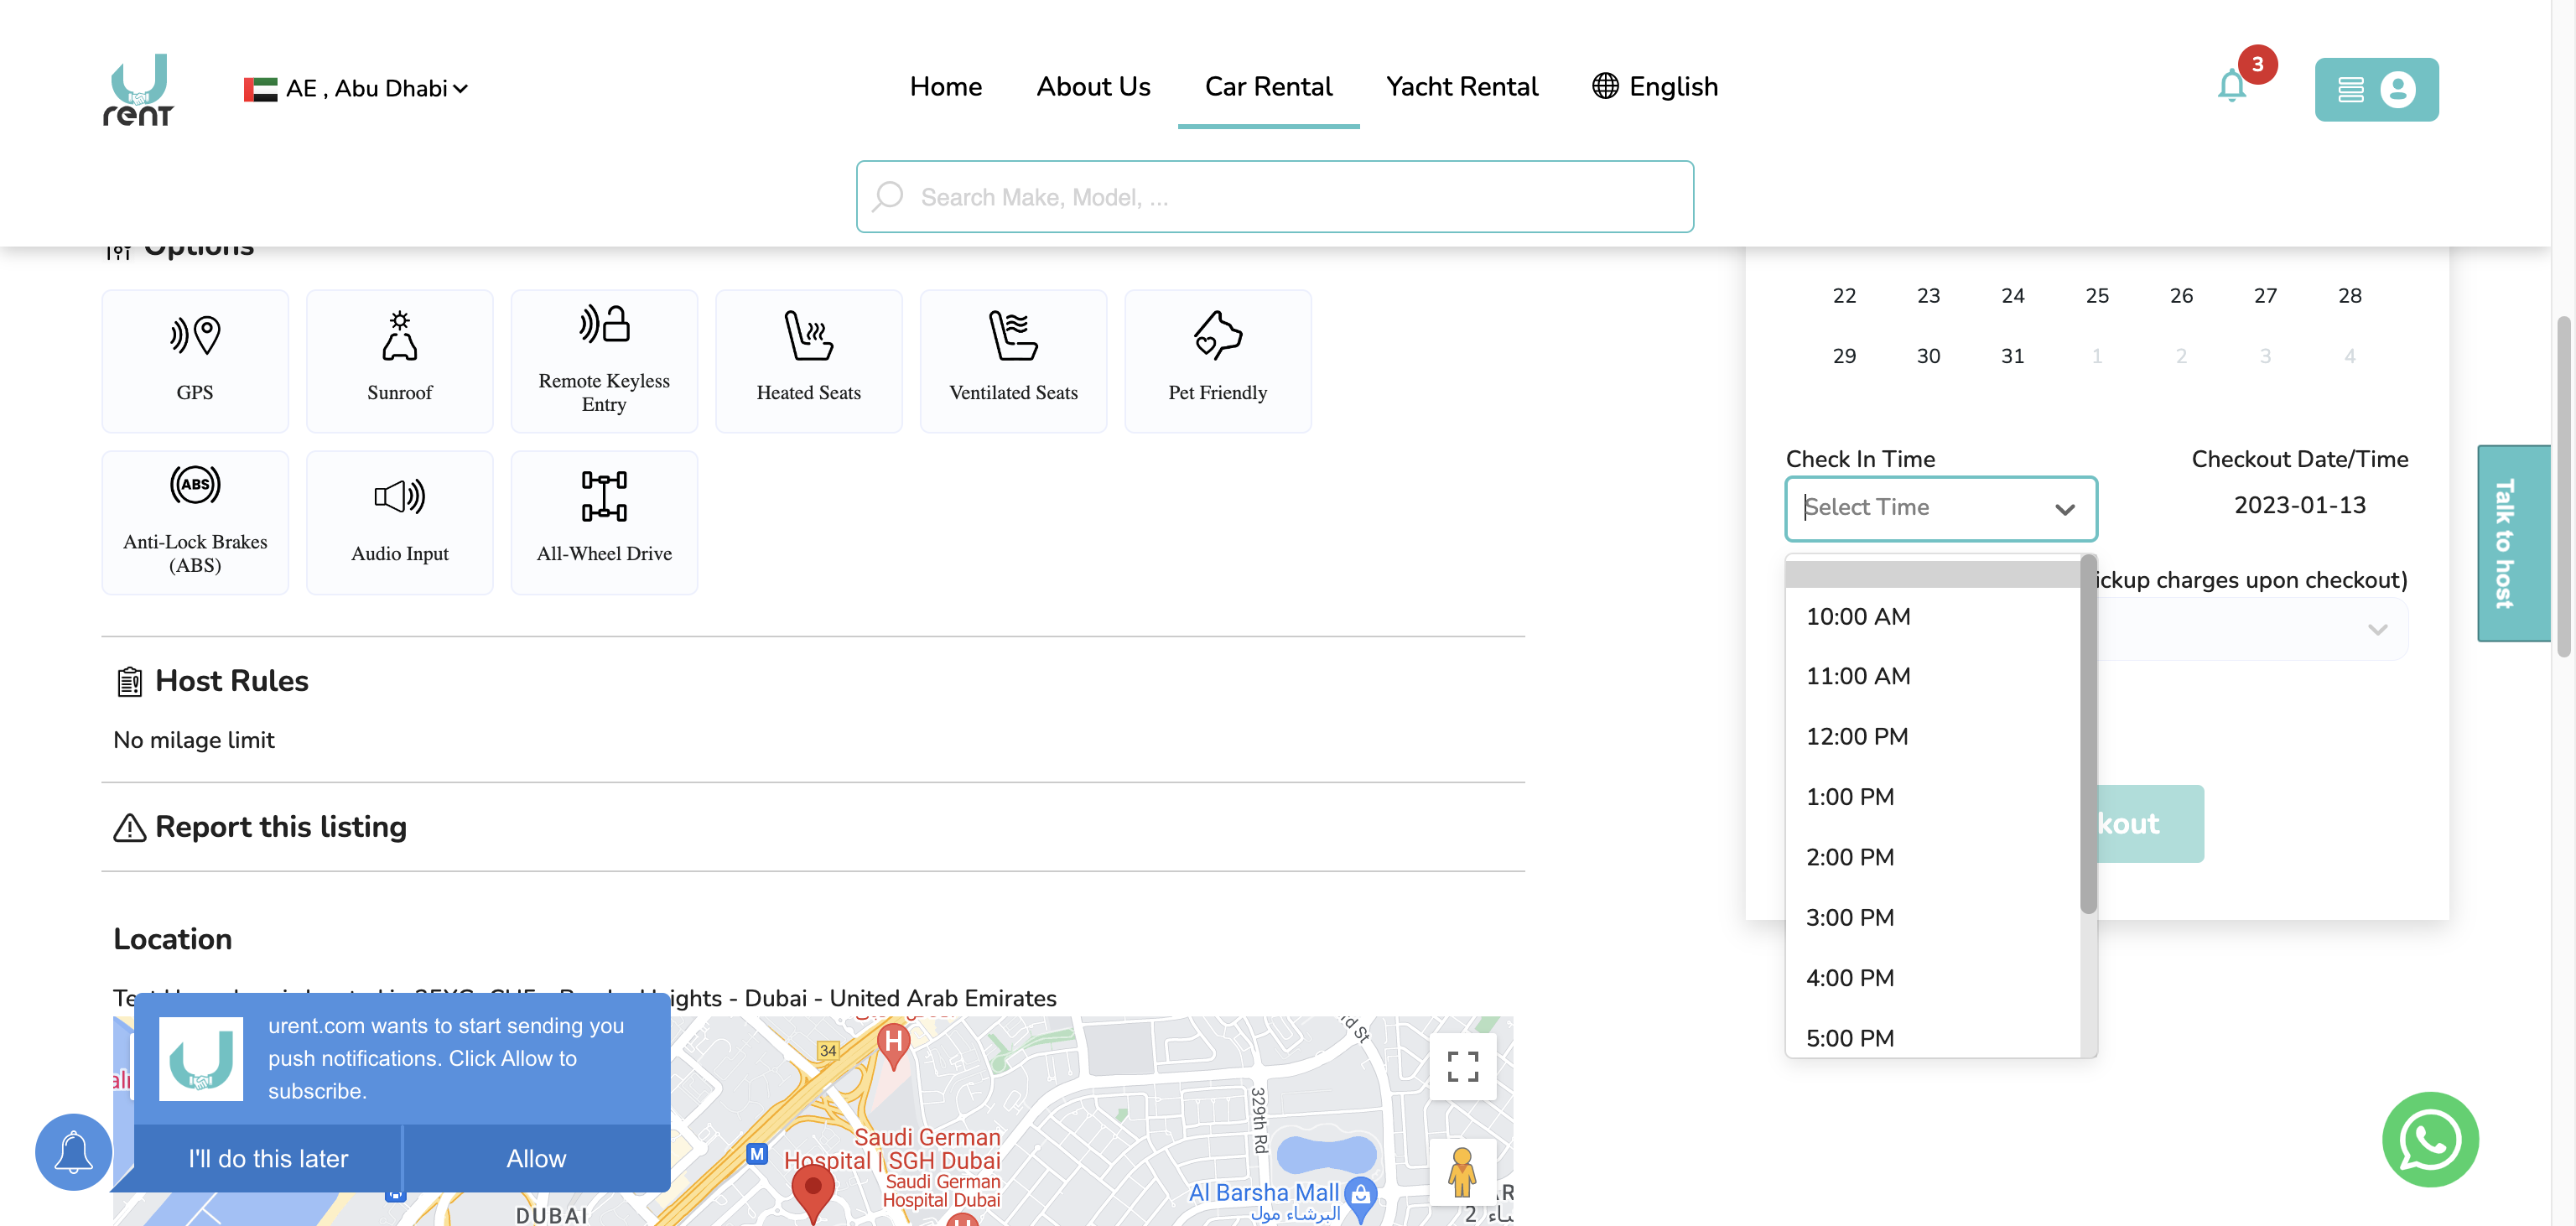 rent
AE , Abu Dhabi
Home
About Us
Car Rental
Yacht Rental
English
3
Search Make, Model, ...
Options
GPS
Sunroof
Remote Keyless
Entry
Heated Seats
Ventilated Seats
Pet Friendly
ABS
Anti-Lock Brakes
(ABS)
Audio Input
All-Wheel Drive
Host Rules
No milage limit
Report this listing
Location
ights - Dubai - United Arab Emirates
22 23 24 25 26 27 28
29 30 31 1 2 3 4
Check In Time
Select Time
Checkout Date/Time
2023-01-13
ickup charges upon checkout)
10:00 AM
11:00 AM
12:00 PM
1:00 PM
2:00 PM
3:00 PM
4:00 PM
5:00 PM
kout
Talk to host
urent.com wants to start sending you
push notifications. Click Allow to
subscribe.
I'll do this later
Allow
34
H
M
Saudi German
Hospital | SGH Dubai
Saudi German
Hospital Dubai
H
329th Rd
rd St
Al Barsha Mall
البرشاء مول
DUBAI
AR
2